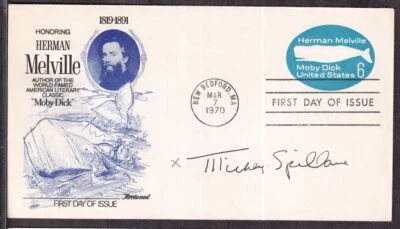 HONORING
HERMAN
Melville
AUTHOR OF THE
WORLD FAMED
AMERICAN LITERARY
CLASSIC
"Moby Dick"
1819-1891
Fleetwood
FIRST DAY OF ISSUE
NEW BEDFORD, MA
MAR
7
1970
Herman Melville
Moby Dick
United States 6
FIRST DAY OF ISSUE
x Mickey Spillane